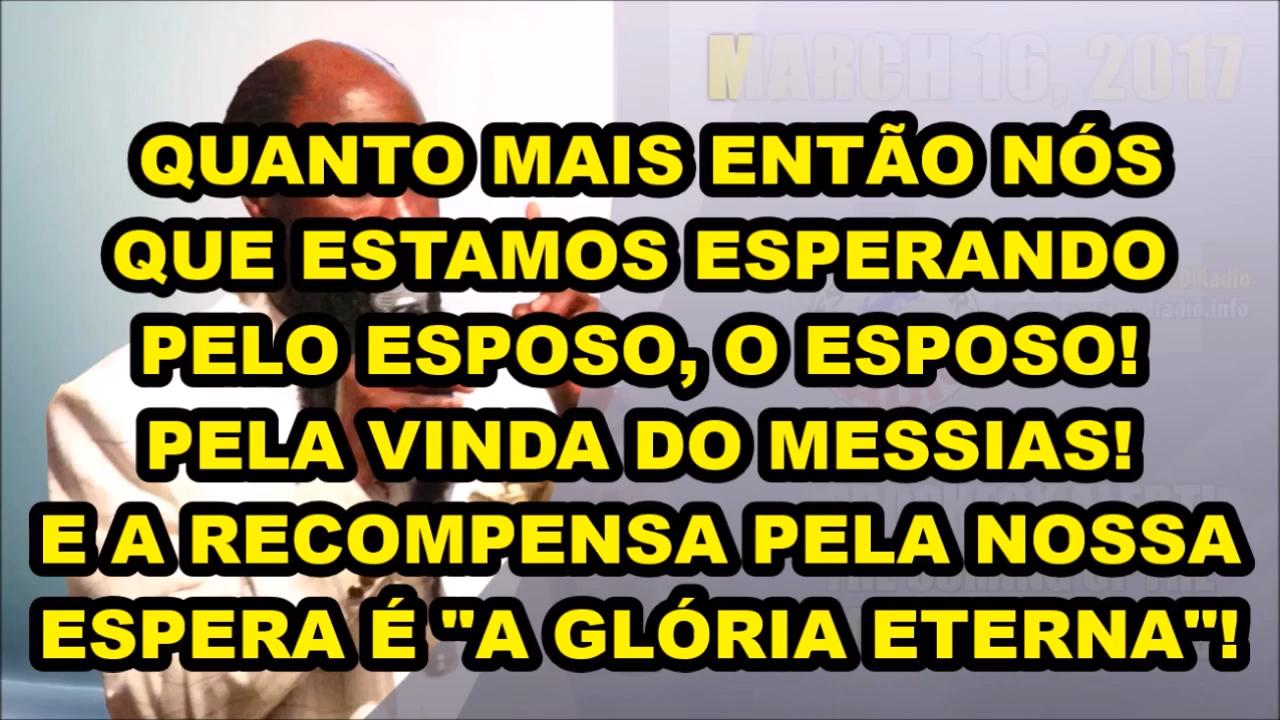 MARCH 16, 2017
QUANTO MAIS ENTÃO NÓS
QUE ESTAMOS ESPERANDO
PELO ESPOSO, O ESPOSO!
PELA VINDA DO MESSIAS!
E A RECOMPENSA PELA NOSSA
ESPERA É "A GLÓRIA ETERNA"!